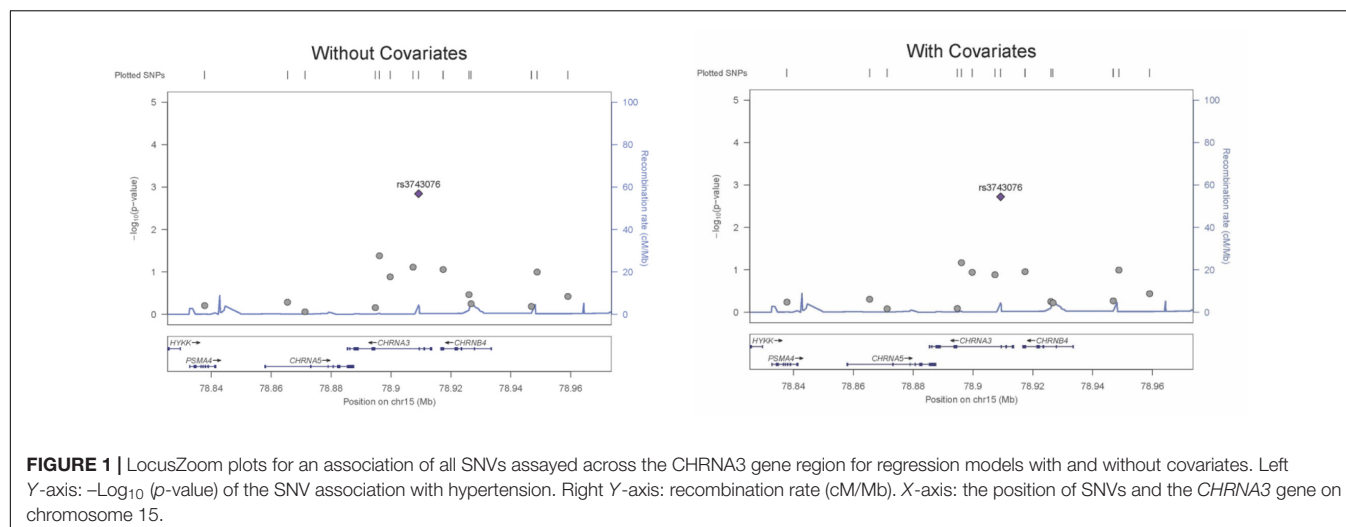 Without Covariates
Plotted SNPs
5
4
3
2
1
0
−log10(p-value)
100
80
60
40
20
0
Recombination rate (cM/Mb)
rs3743076
HYKK→
←CHRNA3
←CHRNB4
PSMA4→
CHRNA5→
78.84 78.86 78.88 78.9 78.92 78.94 78.96
Position on chr15 (Mb)
With Covariates
Plotted SNPs
5
4
3
2
1
0
−log10(p-value)
100
80
60
40
20
0
Recombination rate (cM/Mb)
rs3743076
HYKK→
←CHRNA3
←CHRNB4
PSMA4→
CHRNA5→
78.84 78.86 78.88 78.9 78.92 78.94 78.96
Position on chr15 (Mb)
FIGURE 1 | LocusZoom plots for an association of all SNVs assayed across the CHRNA3 gene region for regression models with and without covariates. Left
Y-axis: –Log10 (p-value) of the SNV association with hypertension. Right Y-axis: recombination rate (cM/Mb). X-axis: the position of SNVs and the CHRNA3 gene on
chromosome 15.